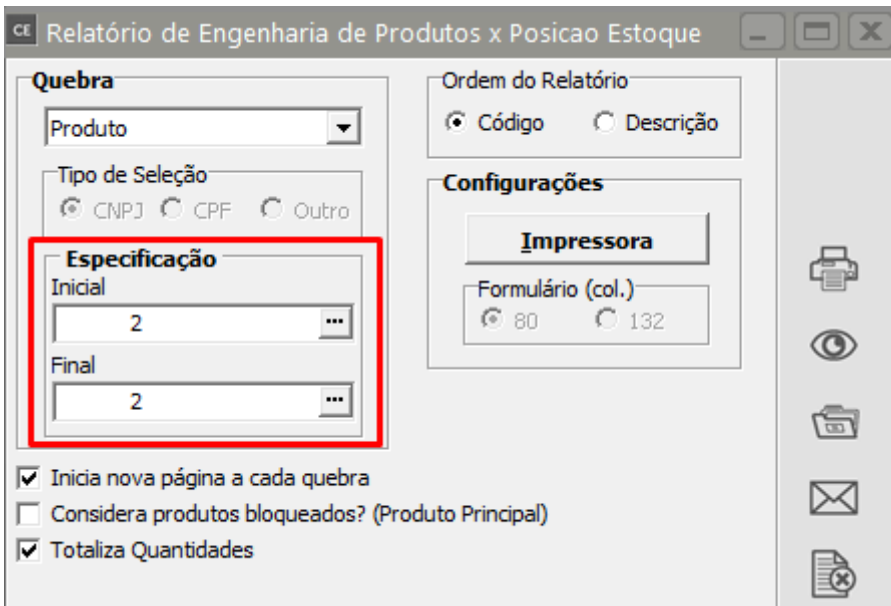 CE Relatório de Engenharia de Produtos x Posicao Estoque
Quebra
Produto
Tipo de Seleção
CNPJ CPF Outro
Especificação
Inicial
2 ...
Final
2 ...
Ordem do Relatório
Código Descrição
Configurações
Impressora
Formulário (col.)
80 132
Inicia nova página a cada quebra
Considera produtos bloqueados? (Produto Principal)
Totaliza Quantidades